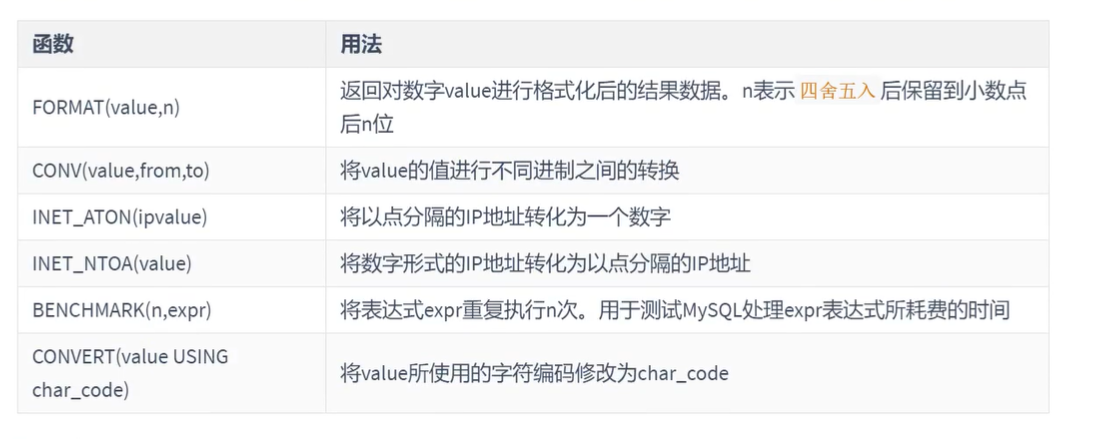 函数 用法
FORMAT(value,n) 返回对数字value进行格式化后的结果数据。n表示 四舍五入 后保留到小数点
后n位
CONV(value,from,to) 将value的值进行不同进制之间的转换
INET_ATON(ipvalue) 将以点分隔的IP地址转化为一个数字
INET_NTOA(value) 将数字形式的IP地址转化为以点分隔的IP地址
BENCHMARK(n,expr) 将表达式expr重复执行n次。用于测试MySQL处理expr表达式所耗费的时间
CONVERT(value USING
char_code) 将value所使用的字符编码修改为char_code